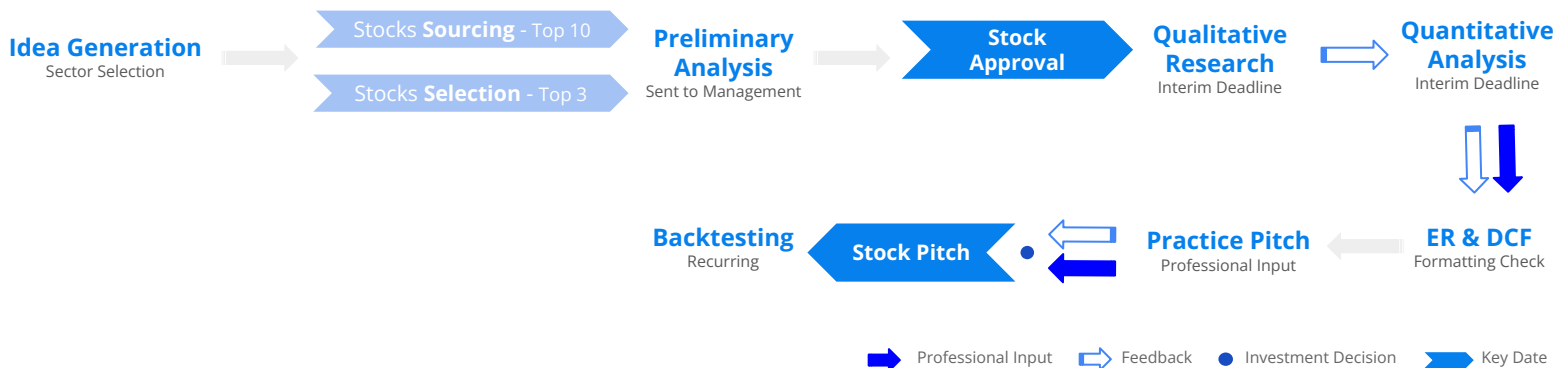 Idea Generation
Sector Selection
Stocks Sourcing - Top 10
Stocks Selection - Top 3
Preliminary
Analysis
Sent to Management
Stock
Approval
Qualitative
Research
Interim Deadline
Quantitative
Analysis
Interim Deadline
ER & DCF
Formatting Check
Practice Pitch
Professional Input
Stock Pitch
Backtesting
Recurring
Professional Input
Feedback
Investment Decision
Key Date